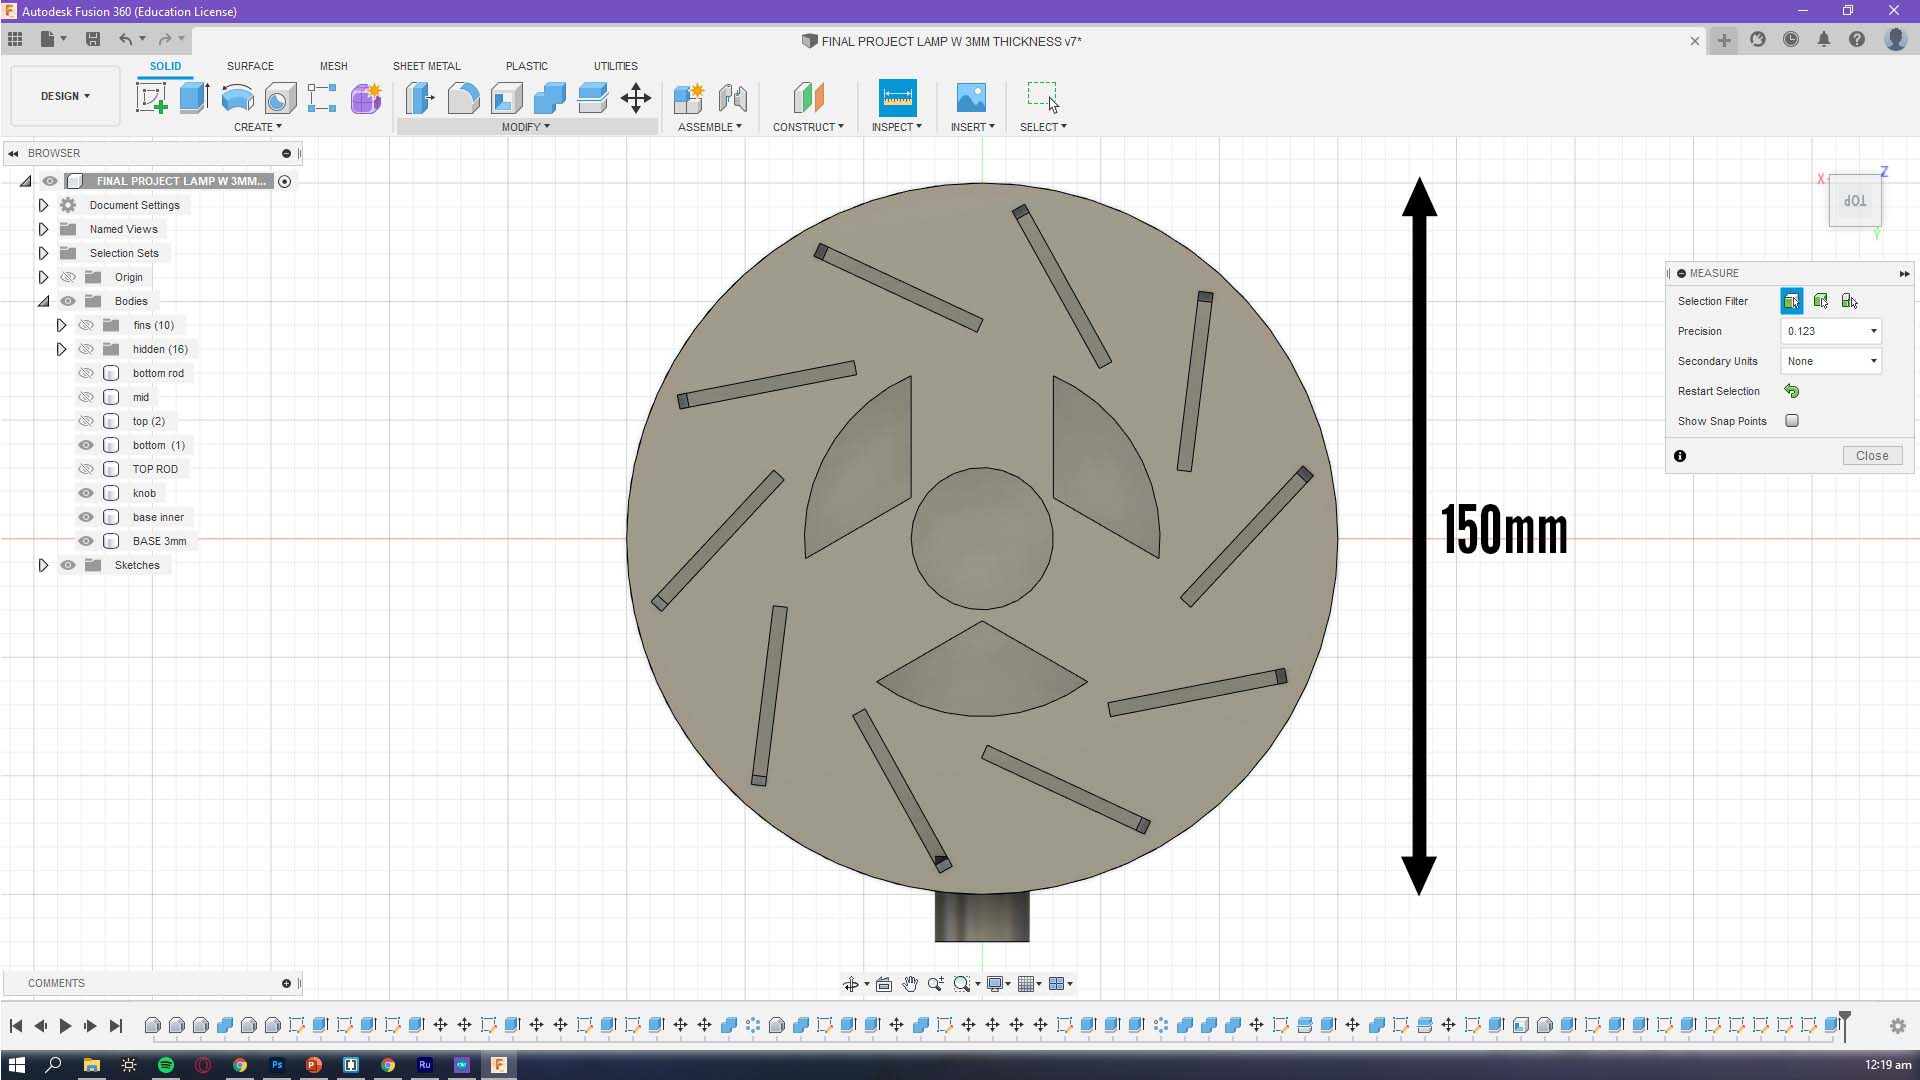 Autodesk Fusion 360 (Education License)
FINAL PROJECT LAMP W 3MM THICKNESS v7*
SOLID SURFACE MESH SHEET METAL PLASTIC UTILITIES
DESIGN
CREATE MODIFY ASSEMBLE CONSTRUCT INSPECT INSERT SELECT
BROWSER
FINAL PROJECT LAMP W 3MM...
Document Settings
Named Views
Selection Sets
Origin
Bodies
fins (10)
hidden (16)
bottom rod
mid
top (2)
bottom (1)
TOP ROD
knob
base inner
BASE 3mm
Sketches
150mm
X
Z
TOP
Y
MEASURE
Selection Filter
Precision 0.123
Secondary Units None
Restart Selection
Show Snap Points
Close
COMMENTS
Ps
P
Ru
F
12:19 am